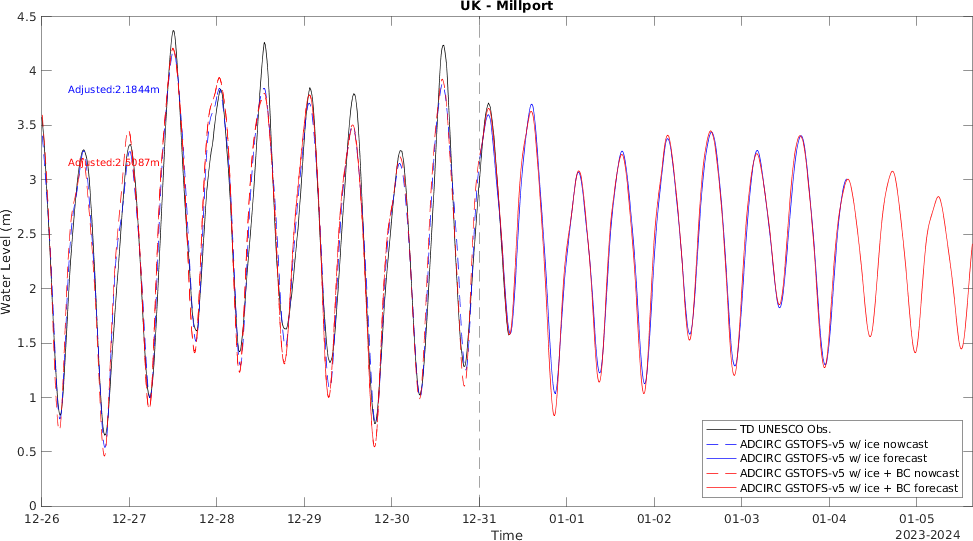 UK - Millport
4.5
4
3.5
3
2.5
2
1.5
1
0.5
0
Water Level (m)
Adjusted:2.1844m
Adjusted:2.5087m
TD UNESCO Obs.
ADCIRC GSTOFS-v5 w/ ice nowcast
ADCIRC GSTOFS-v5 w/ ice forecast
ADCIRC GSTOFS-v5 w/ ice + BC nowcast
ADCIRC GSTOFS-v5 w/ ice + BC forecast
12-26 12-27 12-28 12-29 12-30 12-31 01-01 01-02 01-03 01-04 01-05
Time
2023-2024